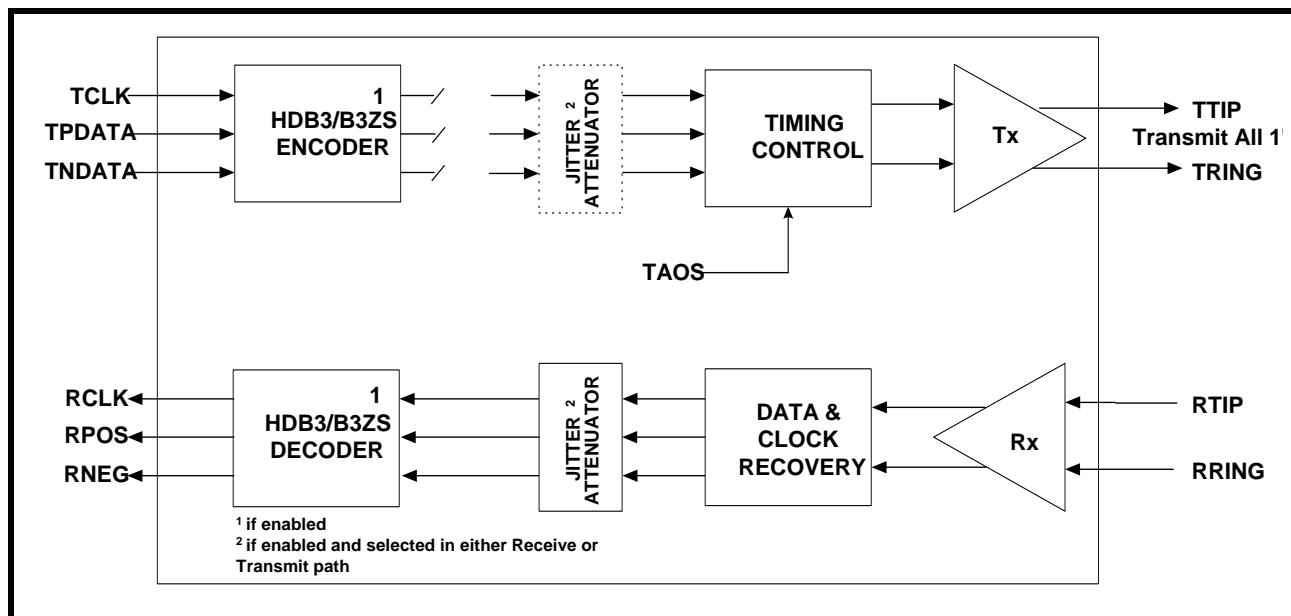 TCLK
TPDATA
TNDATA
1
HDB3/B3ZS
ENCODER
JITTER 2
ATTENUATOR
TIMING
CONTROL
Tx
TTIP
Transmit All 1'
TRING
TAOS
RCLK
RPOS
RNEG
1
HDB3/B3ZS
DECODER
JITTER 2
ATTENUATOR
DATA &
CLOCK
RECOVERY
Rx
RTIP
RRING
1 if enabled
2 if enabled and selected in either Receive or
Transmit path